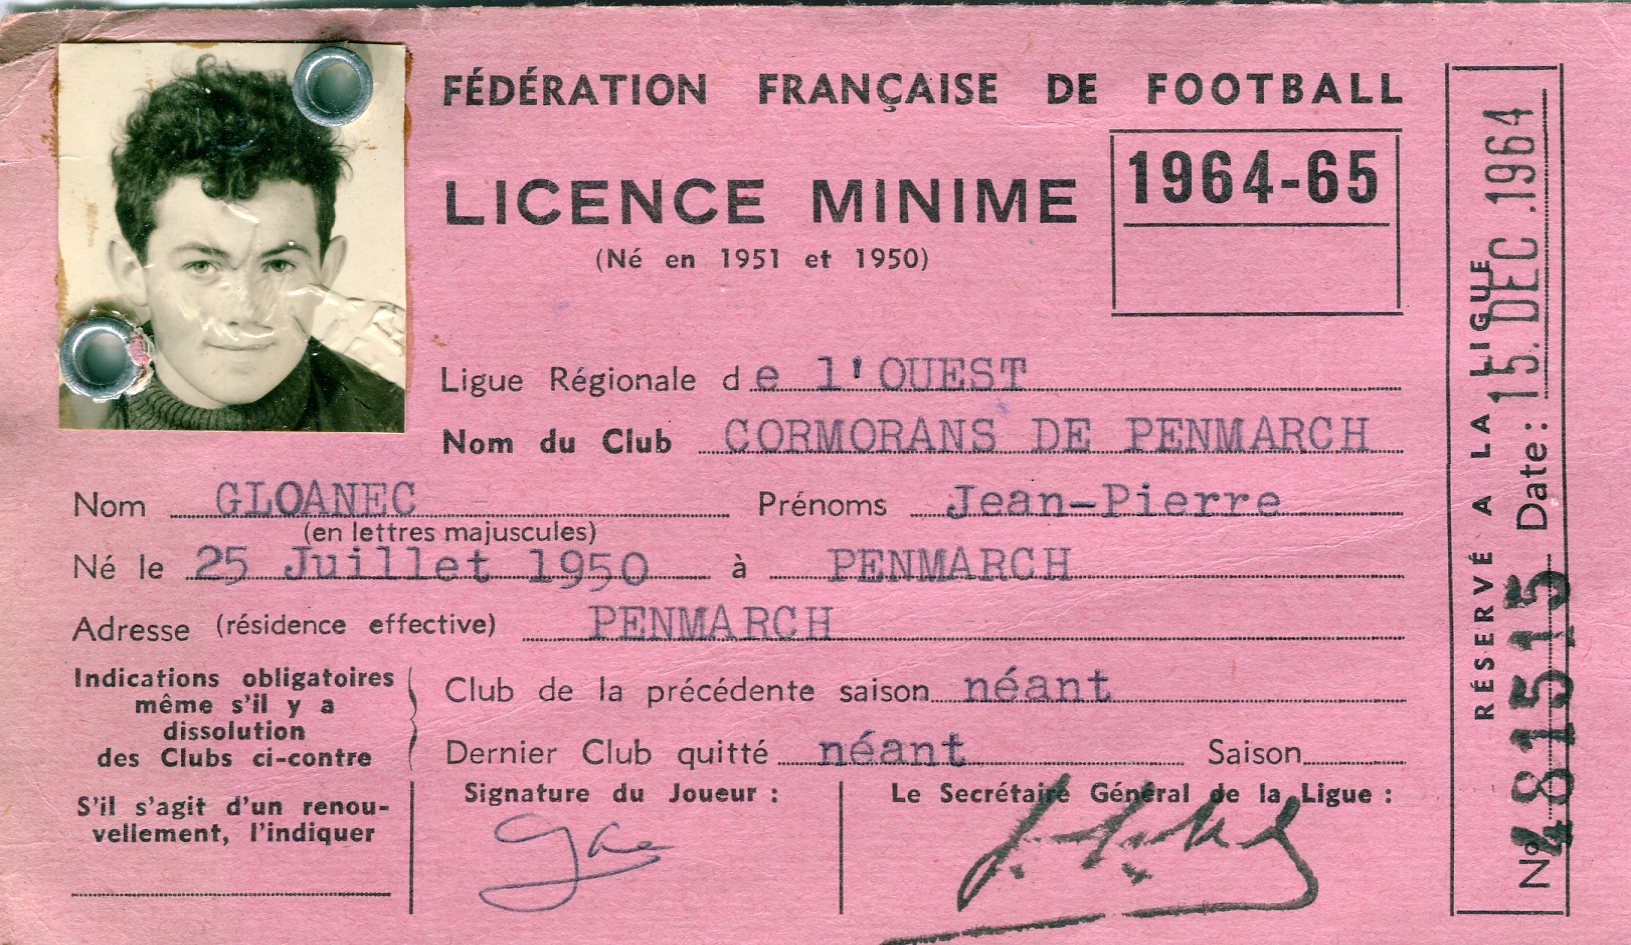 FÉDÉRATION FRANÇAISE DE FOOTBALL
LICENCE MINIME
(Né en 1951 et 1950)
1964-65
Ligue Régionale de l'OUEST
Nom du Club CORMORANS DE PENMARCH
Nom GLOANEC Prénoms Jean-Pierre
(en lettres majuscules)
Né le 25 Juillet 1950 à PENMARCH
Adresse (résidence effective) PENMARCH
Indications obligatoires
même s'il y a
dissolution
des Clubs ci-contre
Club de la précédente saison néant
Dernier Club quitté néant Saison
S'il s'agit d'un renou-
vellement, l'indiquer
Signature du Joueur :
Le Secrétaire Général de la Ligue :
RÉSERVÉ A LA LIGUE
N° 481515 Date: 15. DEC .1964